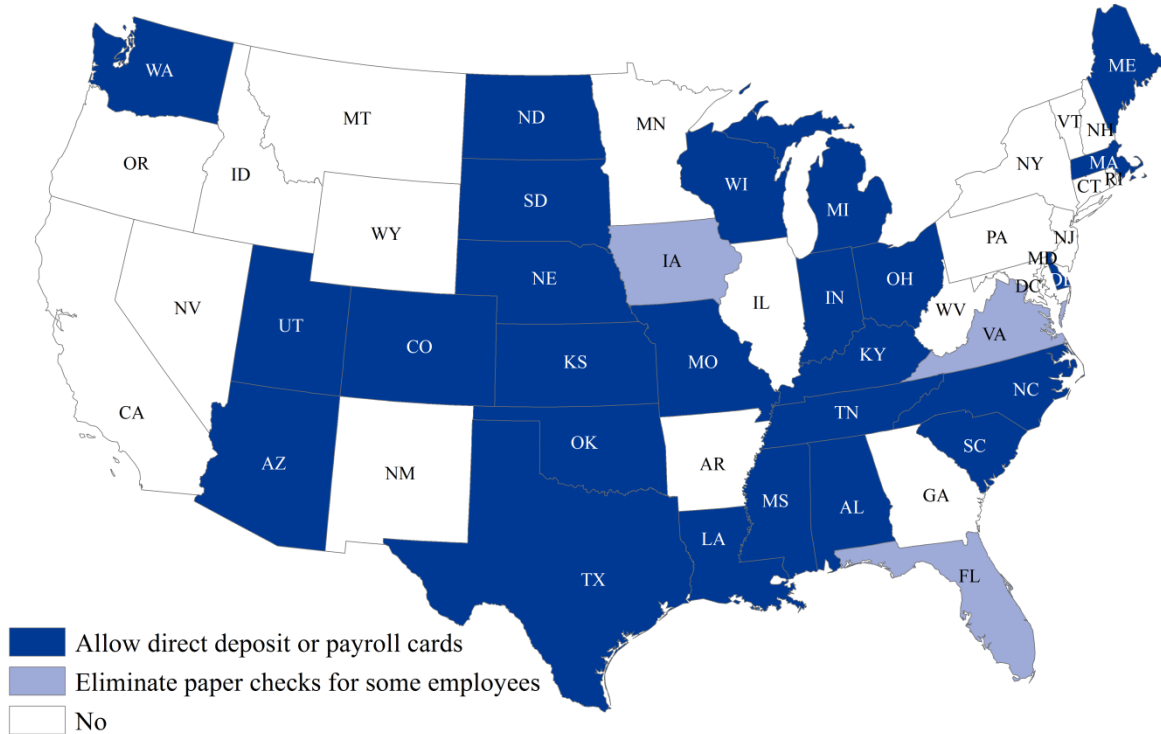 WA
MT
ND
MN
ME
VT
NH
OR
ID
SD
WI
NY
MA
CT
RI
WY
MI
PA
NJ
IA
NE
MD
DC
NV
UT
CO
IL
IN
OH
WV
VA
KS
MO
KY
CA
NC
TN
AZ
NM
OK
AR
SC
MS
AL
GA
LA
TX
FL
Allow direct deposit or payroll cards
Eliminate paper checks for some employees
No